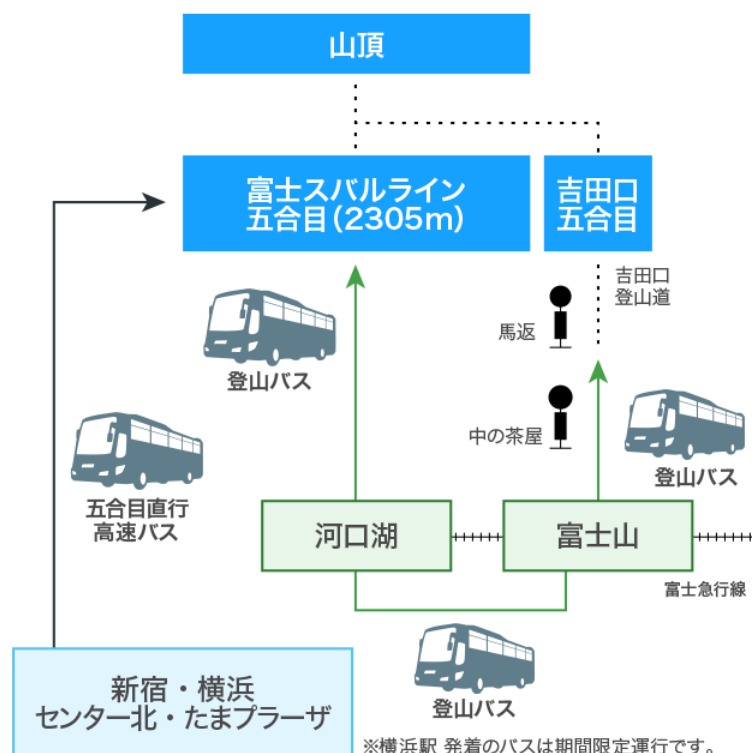 山頂
富士スバルライン
五合目(2305m)
吉田口
五合目
吉田口
登山道
馬返
登山バス
中の茶屋
登山バス
五合目直行
高速バス
河口湖
富士山
富士急行線
登山バス
新宿・横浜
センター北・たまプラーザ
※横浜駅 発着のバスは期間限定運行です。